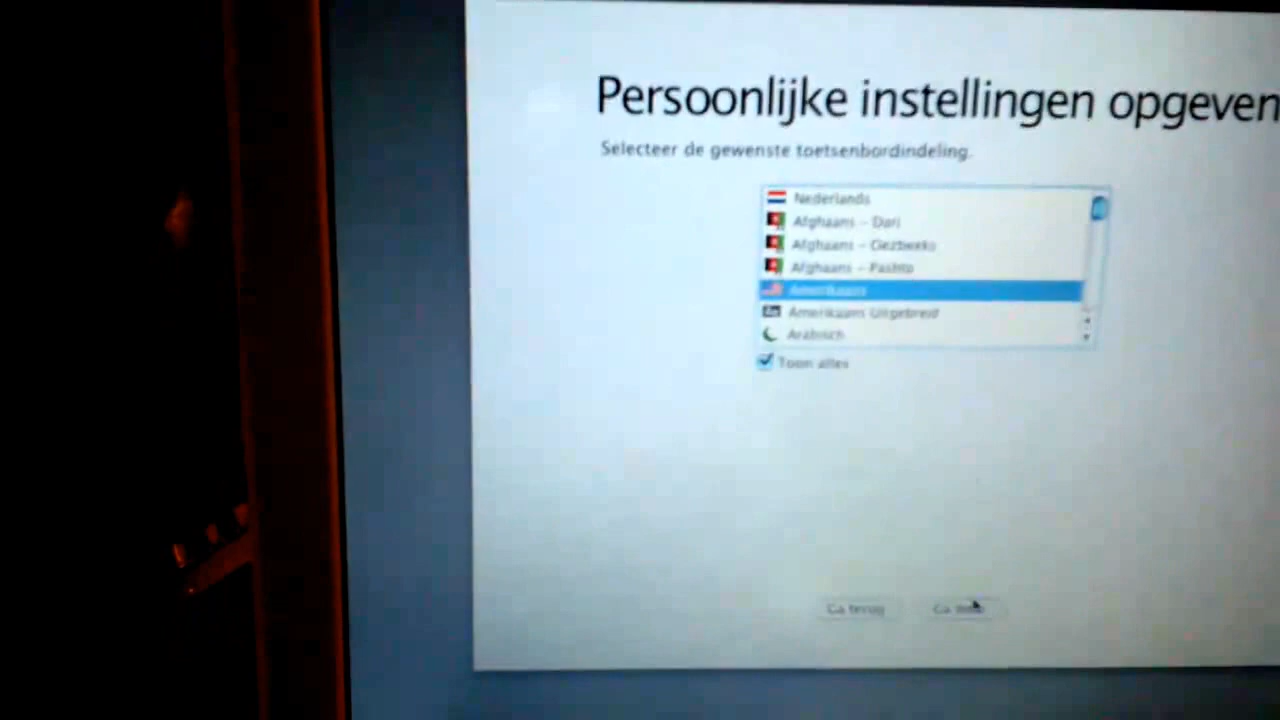 Persoonlijke instellingen opgeven
Selecteer de gewenste toetsenbordindeling.
Nederlands
Afghaans – Dari
Afghaans – Oezbeeks
Afghaans – Pashto
Amerikaans
Amerikaans Uitgebreid
Arabisch
Toon alles
Ga terug
Ga